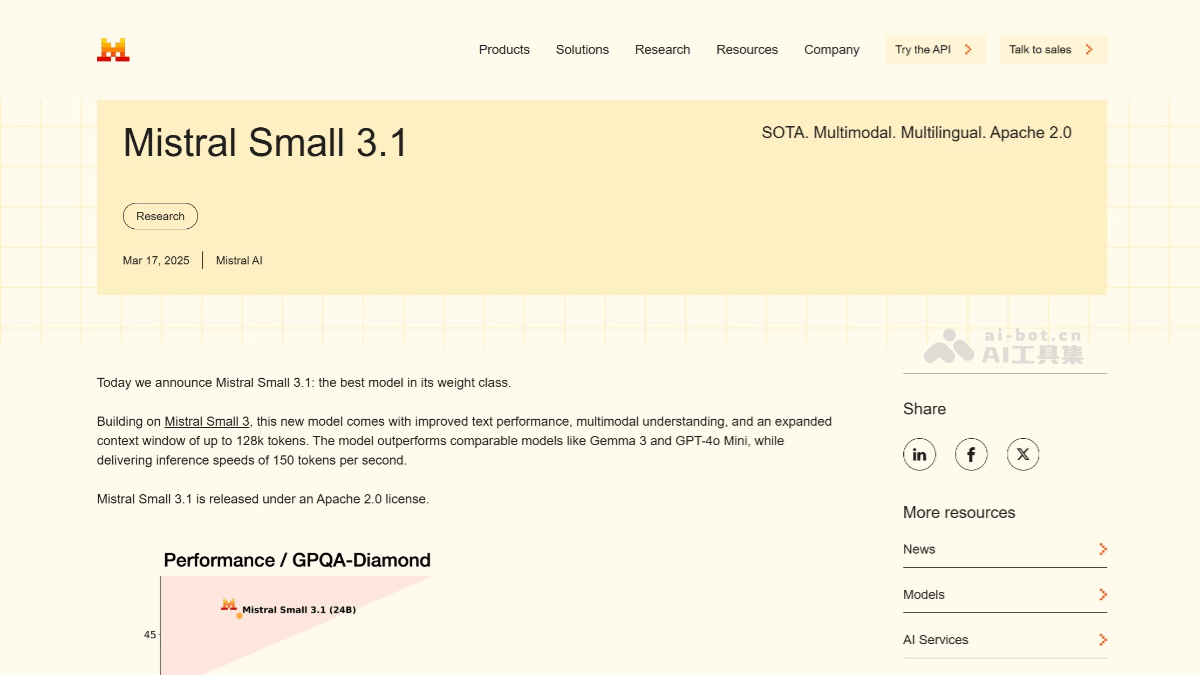 Products Solutions Research Resources Company Try the API Talk to sales
Mistral Small 3.1
SOTA. Multimodal. Multilingual. Apache 2.0
Research
Mar 17, 2025 Mistral AI
ai-bot.cn
AI工具集
Today we announce Mistral Small 3.1: the best model in its weight class.
Building on Mistral Small 3, this new model comes with improved text performance, multimodal understanding, and an expanded
context window of up to 128k tokens. The model outperforms comparable models like Gemma 3 and GPT-4o Mini, while
delivering inference speeds of 150 tokens per second.
Mistral Small 3.1 is released under an Apache 2.0 license.
Performance / GPQA-Diamond
Mistral Small 3.1 (24B)
45
Share
More resources
News
Models
AI Services